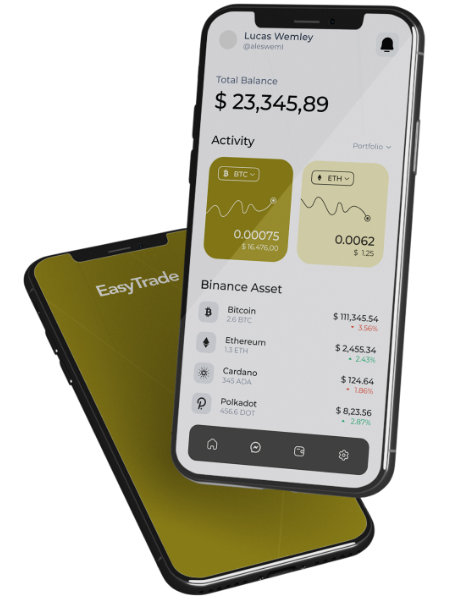 Lucas Wemley
@alesweml
Total Balance
$ 23,345,89
Activity
Portfolio
BTC
0.00075
$ 16.476,00
ETH
0.0062
$ 1.25
Binance Asset
Bitcoin
2.6 BTC
$ 111,345.54
3.56%
Ethereum
1.3 ETH
$ 2,455.34
2.43%
Cardano
345 ADA
$ 124.64
1.86%
Polkadot
456.6 DOT
$ 8,23.56
2.87%
EasyTrade